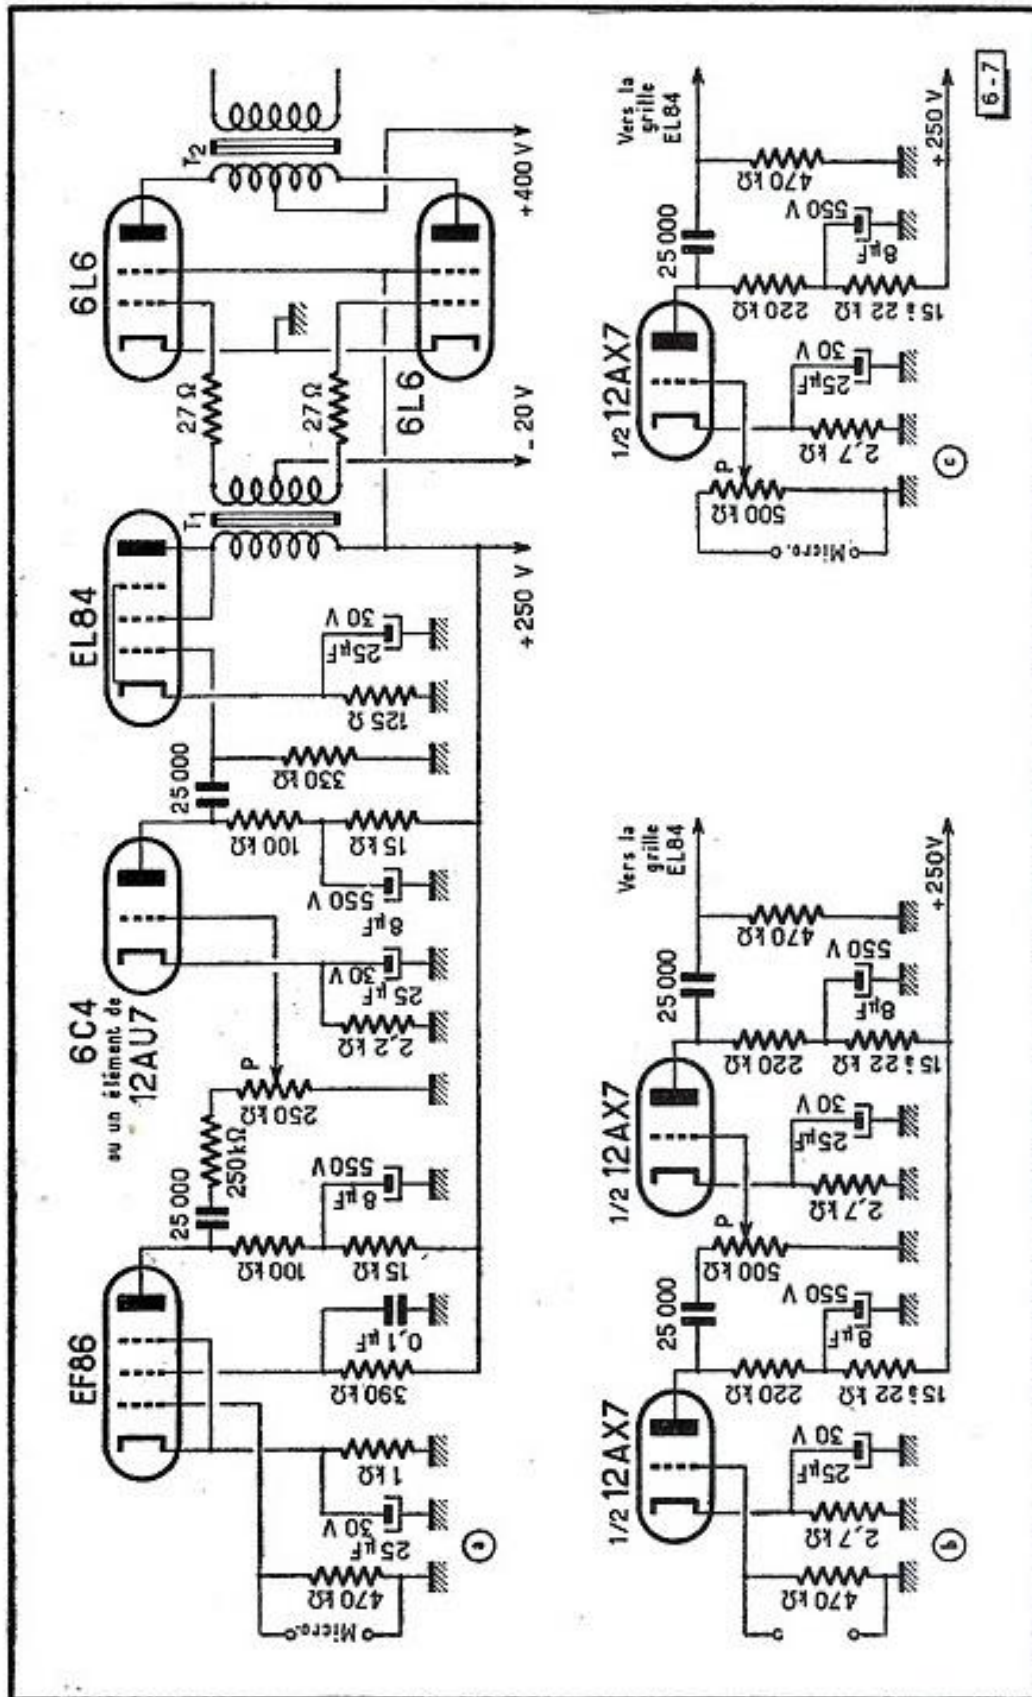 EF86
6C4
ou un élément de
12AU7
EL84
6L6
6L6
T1
T2
Micro.
470 kΩ
25 µF
30 V
1 kΩ
390 kΩ
0,1 µF
15 kΩ
100 kΩ
8 µF
550 V
25 000
250 kΩ
P
250 kΩ
2,2 kΩ
25 µF
30 V
8 µF
550 V
100 kΩ
15 kΩ
25 000
330 kΩ
125 Ω
25 µF
30 V
+250 V
27 Ω
27 Ω
- 20 V
+400 V
a
1/2 12AX7
470 kΩ
2,7 kΩ
25 µF
30 V
220 kΩ
15 à 22 kΩ
8 µF
550 V
25 000
500 kΩ
P
1/2 12AX7
2,7 kΩ
25 µF
30 V
220 kΩ
15 à 22 kΩ
8 µF
550 V
25 000
470 kΩ
Vers la
grille
EL84
+250V
b
1/2 12AX7
Micro.
500 kΩ
P
2,7 kΩ
25 µF
30 V
220 kΩ
15 à 22 kΩ
8 µF
550 V
25 000
470 kΩ
Vers la
grille
EL84
+250 V
c
6-7